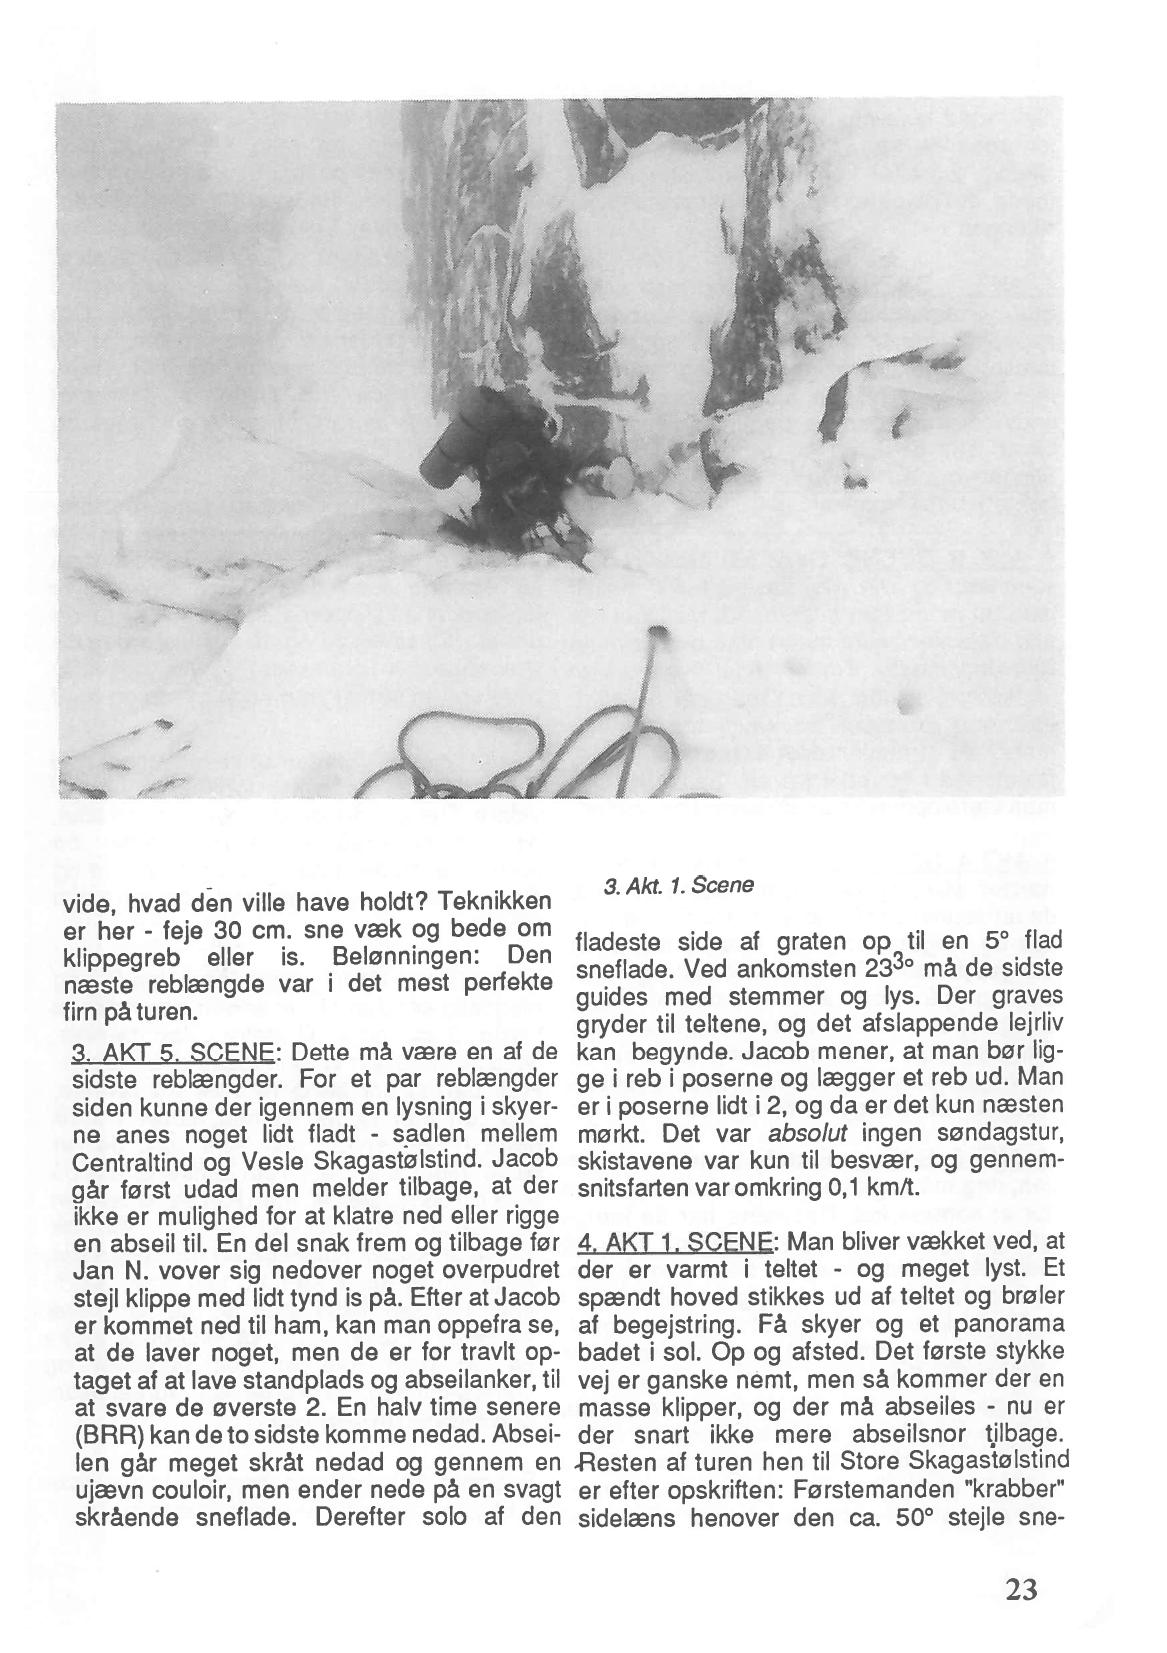 vide, hvad den ville have holdt? Teknikken
er her - feje 30 cm. sne væk og bede om
klippegreb eller is. Belønningen: Den
næste reblængde var i det mest perfekte
firn på turen.
3. AKT 5. SCENE: Dette må være en af de
sidste reblængder. For et par reblængder
siden kunne der igennem en lysning i skyer-
ne anes noget lidt fladt - sadlen mellem
Centraltind og Vesle Skagastølstind. Jacob
går først udad men melder tilbage, at der
ikke er mulighed for at klatre ned eller rigge
en abseil til. En del snak frem og tilbage før
Jan N. vover sig nedover noget overpudret
stejl klippe med lidt tynd is på. Efter at Jacob
er kommet ned til ham, kan man oppefra se,
at de laver noget, men de er for travlt op-
taget af at lave standplads og abseilanker, til
at svare de øverste 2. En halv time senere
(BRR) kan de to sidste komme nedad. Absei-
len går meget skråt nedad og gennem en
ujævn couloir, men ender nede på en svagt
skrående sneflade. Derefter solo af den
3. Akt. 1. Scene
fladeste side af graten op til en 5° flad
sneflade. Ved ankomsten 23³⁰ må de sidste
guides med stemmer og lys. Der graves
gryder til teltene, og det afslappende lejrliv
kan begynde. Jacob mener, at man bør lig-
ge i reb i poserne og lægger et reb ud. Man
er i poserne lidt i 2, og da er det kun næsten
mørkt. Det var absolut ingen søndagstur,
skistavene var kun til besvær, og gennem-
snitsfarten var omkring 0,1 km/t.
4. AKT 1. SCENE: Man bliver vækket ved, at
der er varmt i teltet - og meget lyst. Et
spændt hoved stikkes ud af teltet og brøler
af begejstring. Få skyer og et panorama
badet i sol. Op og afsted. Det første stykke
vej er ganske nemt, men så kommer der en
masse klipper, og der må abseiles - nu er
der snart ikke mere abseilsnor tilbage.
Resten af turen hen til Store Skagastølstind
er efter opskriften: Førstemanden "krabber"
sidelæns henover den ca. 50° stejle sne-
23